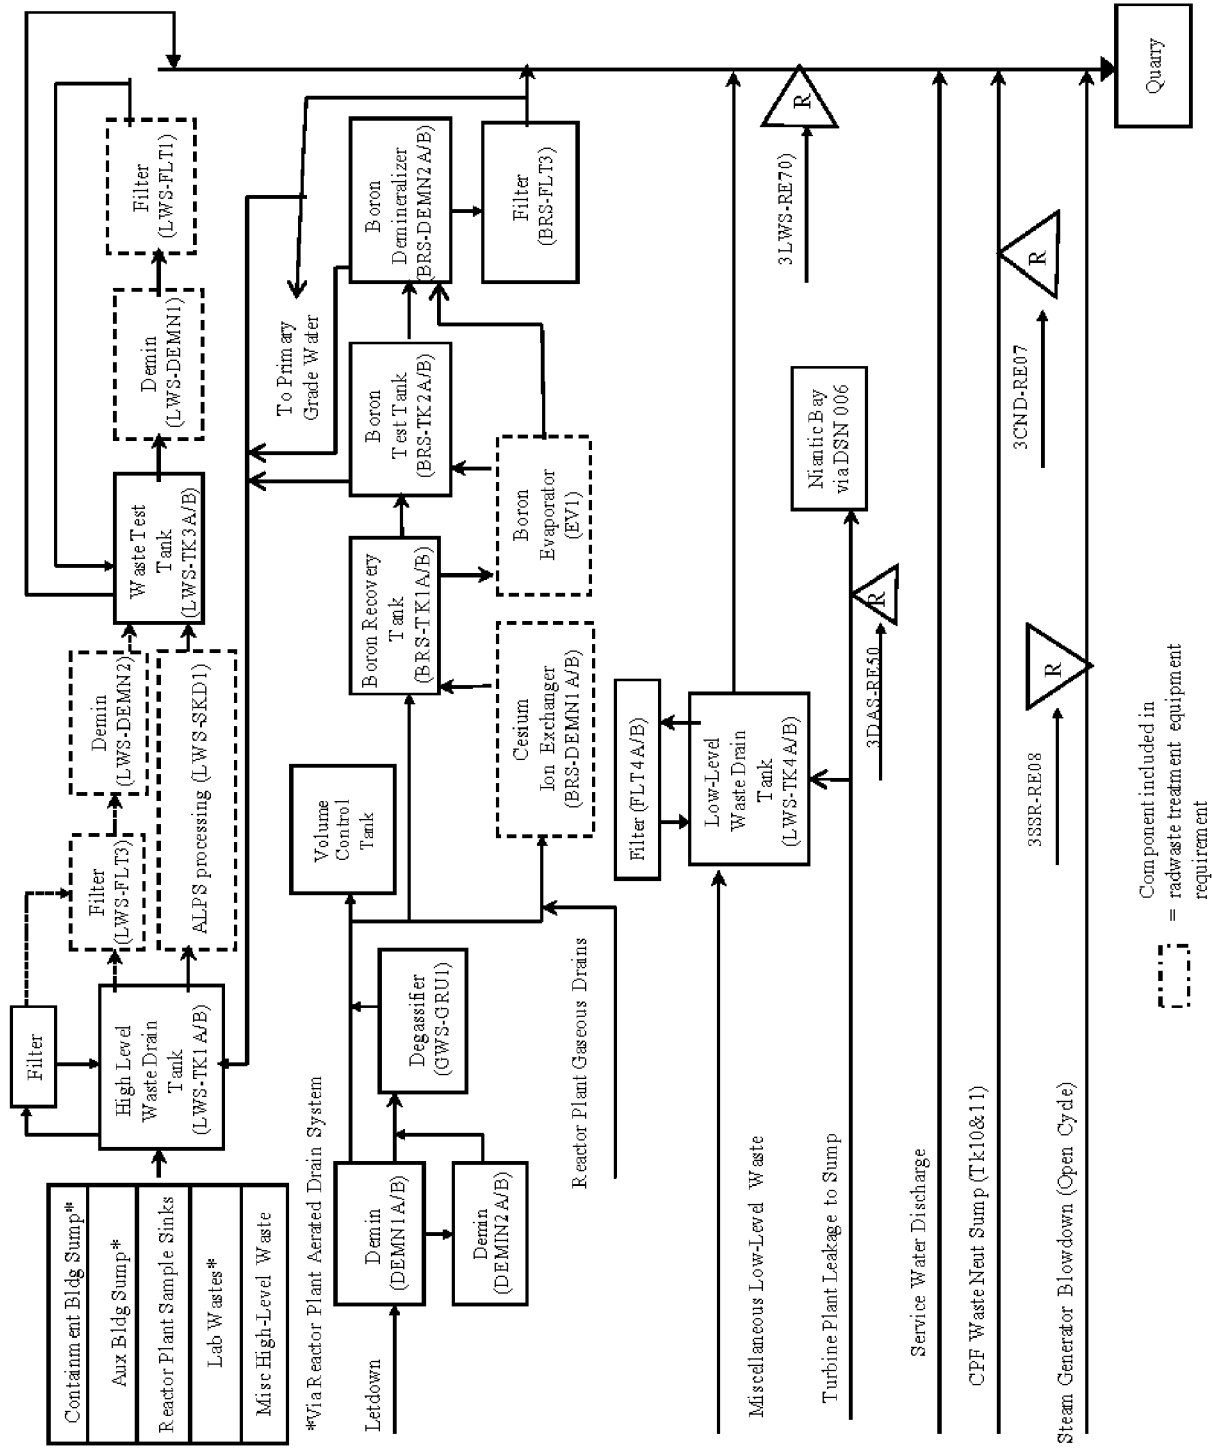 Containment Bldg Sump*
Aux Bldg Sump*
Reactor Plant Sample Sinks
Lab Wastes*
Misc High-Level Waste
*Via Reactor Plant Aerated Drain System
Filter
High Level
Waste Drain
Tank
(LWS-TK1A/B)
Filter
(LWS-FLT3)
Demin
(LWS-DEMN2)
ALPS processing (LWS-SKD1)
Waste Test
Tank
(LWS-TK3A/B)
Demin
(LWS-DEMN1)
Filter
(LWS-FLT1)
Letdown
Demin
(DEMN1A/B)
Demin
(DEMIN2A/B)
Degassifier
(GWS-GRU1)
Volume
Control
Tank
Reactor Plant Gaseous Drains
Boron Recovery
Tank
(BRS-TK1A/B)
Cesium
Ion Exchanger
(BRS-DEMN1A/B)
Boron
Evaporator
(EV1)
Boron
Test Tank
(BRS-TK2A/B)
To Primary
Grade Water
Boron
Demineralizer
(BRS-DEMN2A/B)
Filter
(BRS-FLT3)
Miscellaneous Low-Level Waste
Filter (FLT4A/B)
Low-Level
Waste Drain
Tank
(LWS-TK4A/B)
3LWS-RE70)
R
Turbine Plant Leakage to Sump
3DAS-RE50
R
Niantic Bay
via DSN 006
Service Water Discharge
CPF Waste Neut Sump (Tk10&11)
3CND-RE07
R
Steam Generator Blowdown (Open Cycle)
3SSR-RE08
R
Quarry
Component included in
= radwaste treatment equipment
requirement